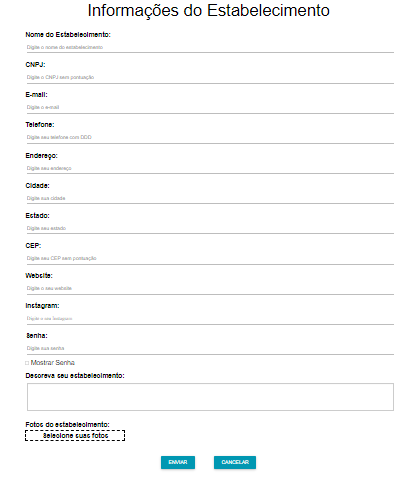 Informações do Estabelecimento
Nome do Estabelecimento:
Digite o nome do estabelecimento
CNPJ:
Digite o CNPJ sem pontuação
E-mail:
Digite o e-mail
Telefone:
Digite seu telefone com DDD
Endereço:
Digite seu endereço
Cidade:
Digite sua cidade
Estado:
Digite seu estado
CEP:
Digite seu CEP sem pontuação
Website:
Digite o seu website
Instagram:
Digite o seu Instagram
Senha:
Digite sua senha
Mostrar Senha
Descreva seu estabelecimento:
Fotos do estabelecimento:
Selecione suas fotos
ENVIAR CANCELAR